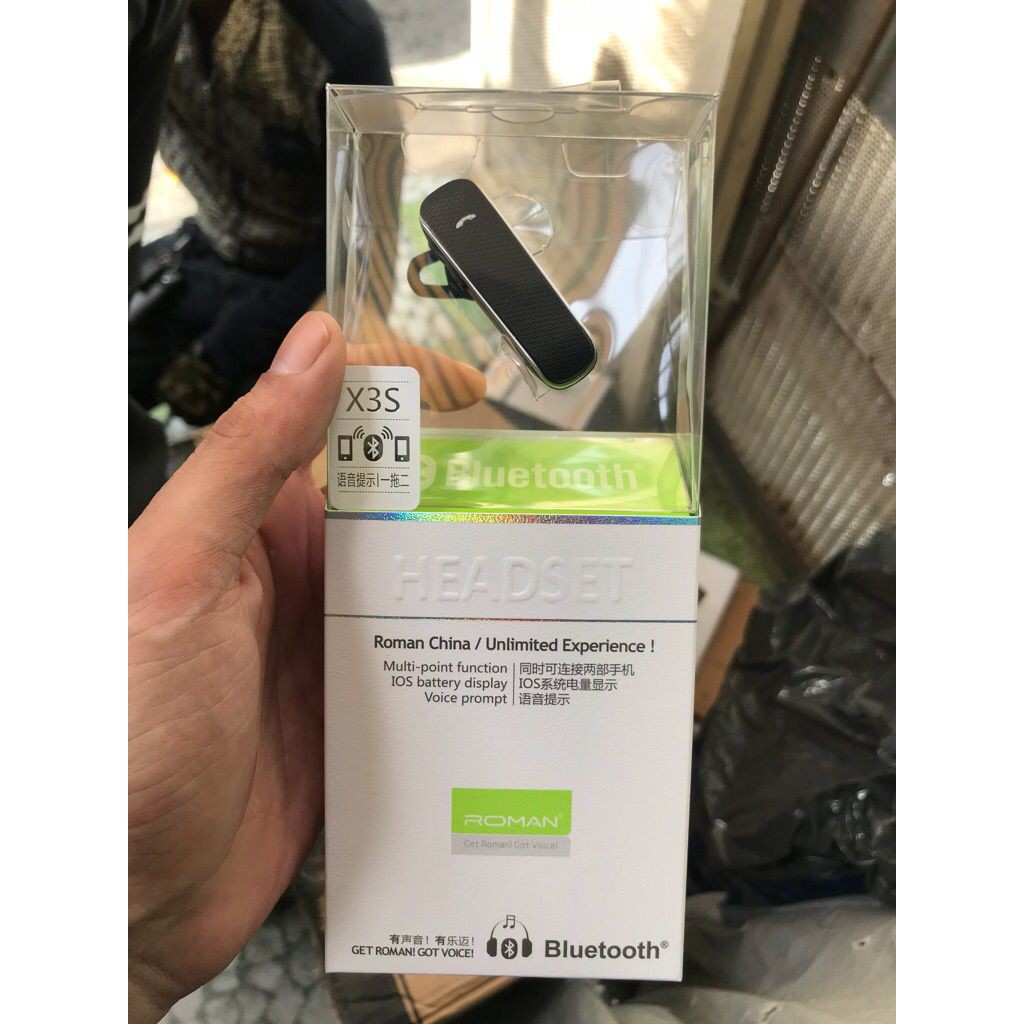 X3S
语音提示|一拖二
Bluetooth®
HEADSET
Roman China / Unlimited Experience !
Multi-point function | 同时可连接两部手机
IOS battery display | IOS系统电量显示
Voice prompt | 语音提示
ROMAN®
Get Roman! Got Voice!
有声音！有乐迈！
GET ROMAN! GOT VOICE!
Bluetooth®